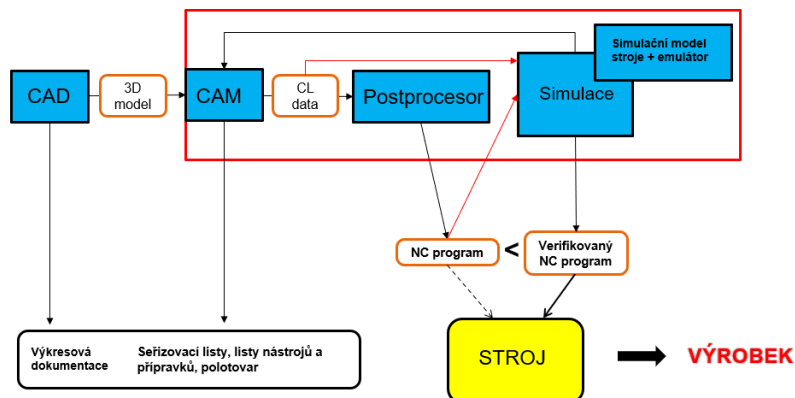 Simulační model
stroje + emulátor
CAD
3D
model
CAM
CL
data
Postprocesor
Simulace
NC program
<
Verifikovaný
NC program
Výkresová
dokumentace
Seřizovací listy, listy nástrojů a
přípravků, polotovar
STROJ
VÝROBEK